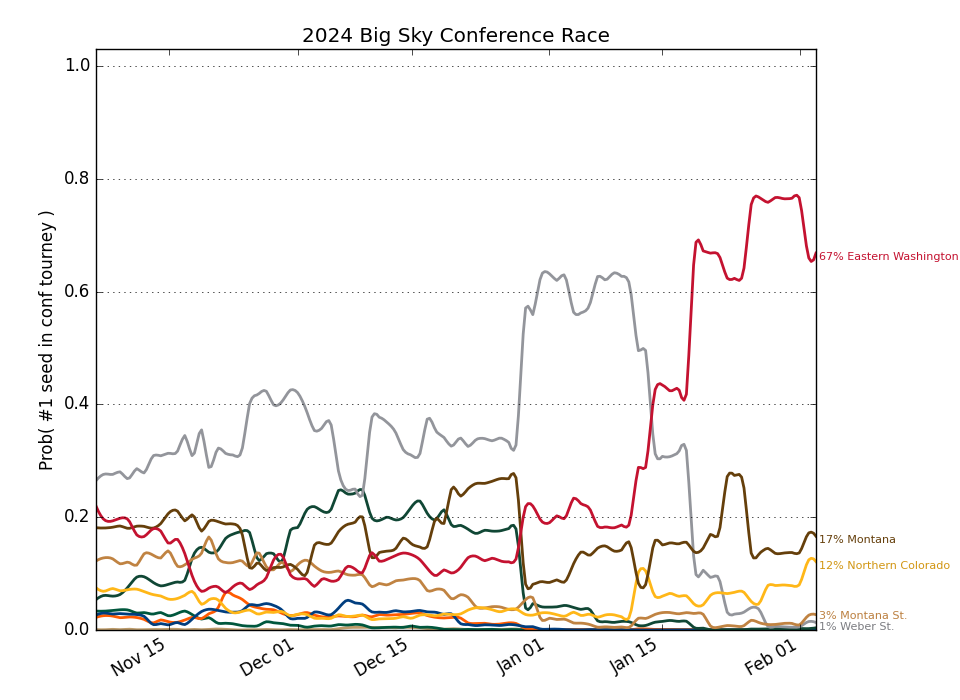 2024 Big Sky Conference Race
Prob( #1 seed in conf tourney )
1.0
0.8
0.6
0.4
0.2
0.0
67% Eastern Washington
17% Montana
12% Northern Colorado
3% Montana St.
1% Weber St.
Nov 15
Dec 01
Dec 15
Jan 01
Jan 15
Feb 01